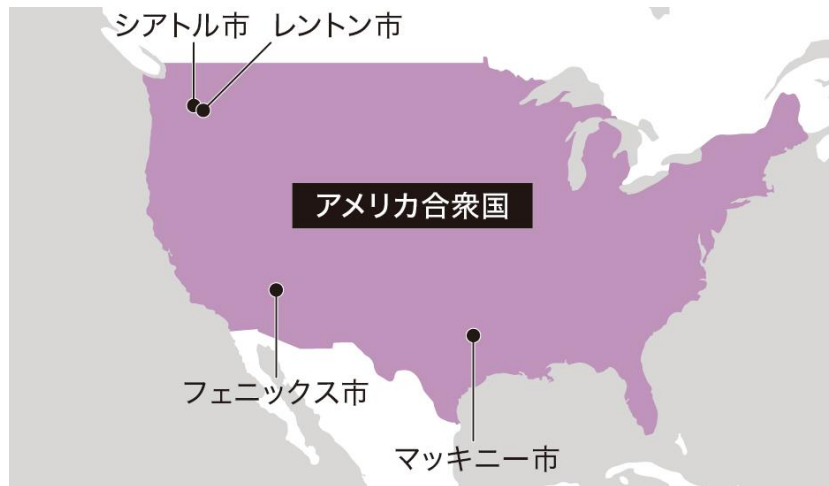 シアトル市 レントン市
アメリカ合衆国
フェニックス市
マッキニー市